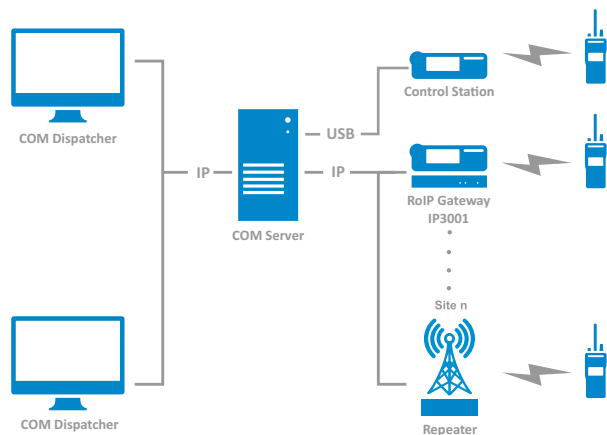 Control Station
COM Dispatcher
USB
IP
IP
RoIP Gateway
IP3001
COM Server
Site n
COM Dispatcher
Repeater